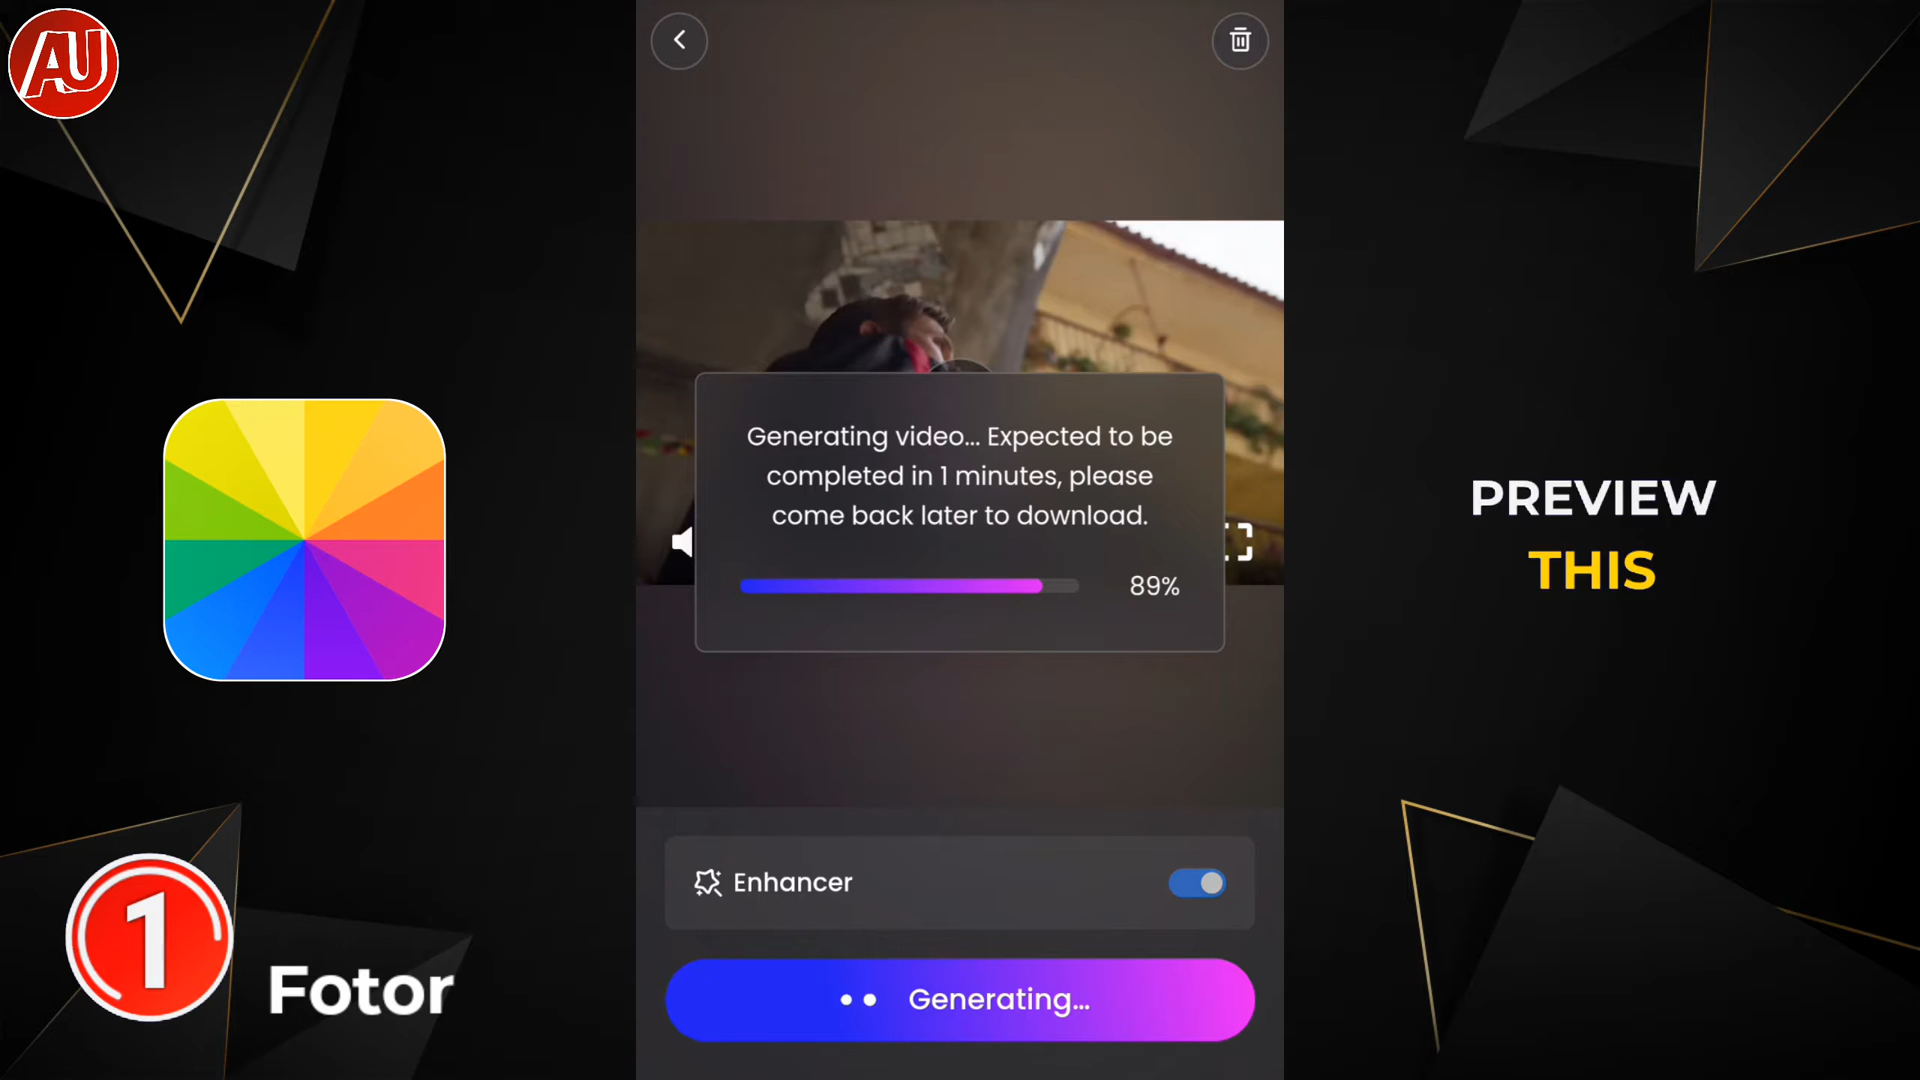 AU
Generating video... Expected to be
completed in 1 minutes, please
come back later to download.
89%
PREVIEW
THIS
Enhancer
Generating...
1
Fotor